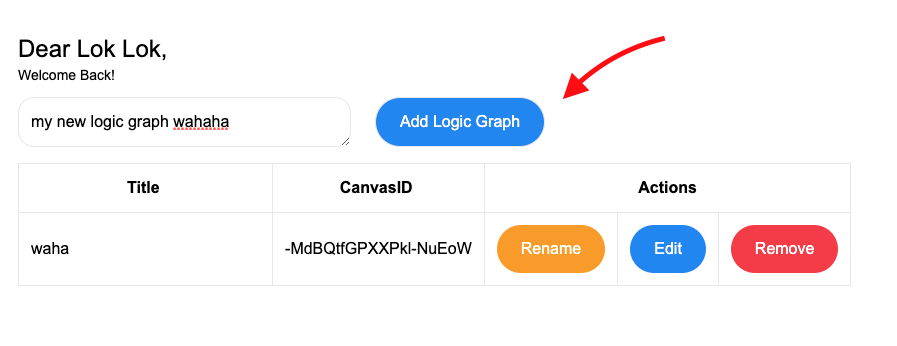 Dear Lok Lok,
Welcome Back!
my new logic graph wahaha
Add Logic Graph
Title CanvasID Actions
waha -MdBQtfGPXXPkl-NuEoW Rename Edit Remove